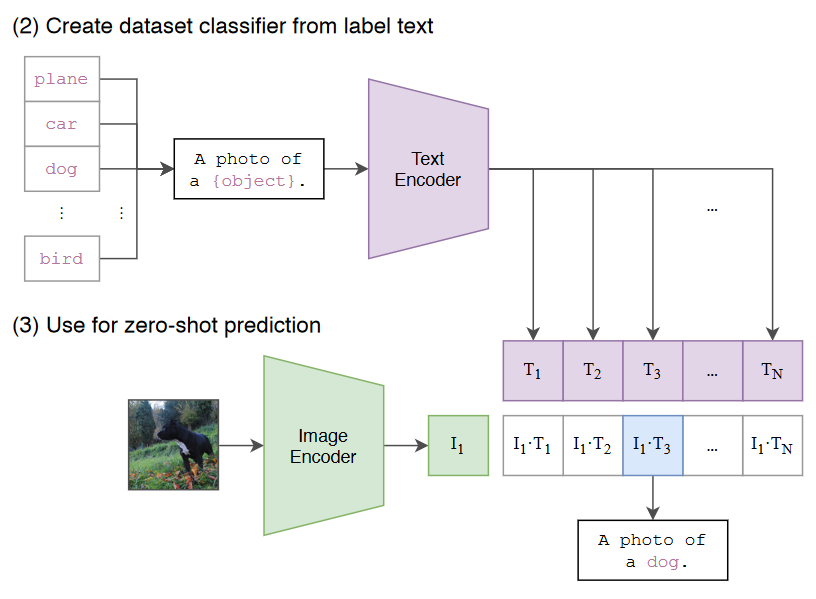 (2) Create dataset classifier from label text
plane
car
dog
⋮ ⋮
bird
A photo of
a {object}.
Text
Encoder
...
(3) Use for zero-shot prediction
Image
Encoder
I₁
T₁ T₂ T₃ ... T_N
I₁·T₁ I₁·T₂ I₁·T₃ ... I₁·T_N
A photo of
a dog.